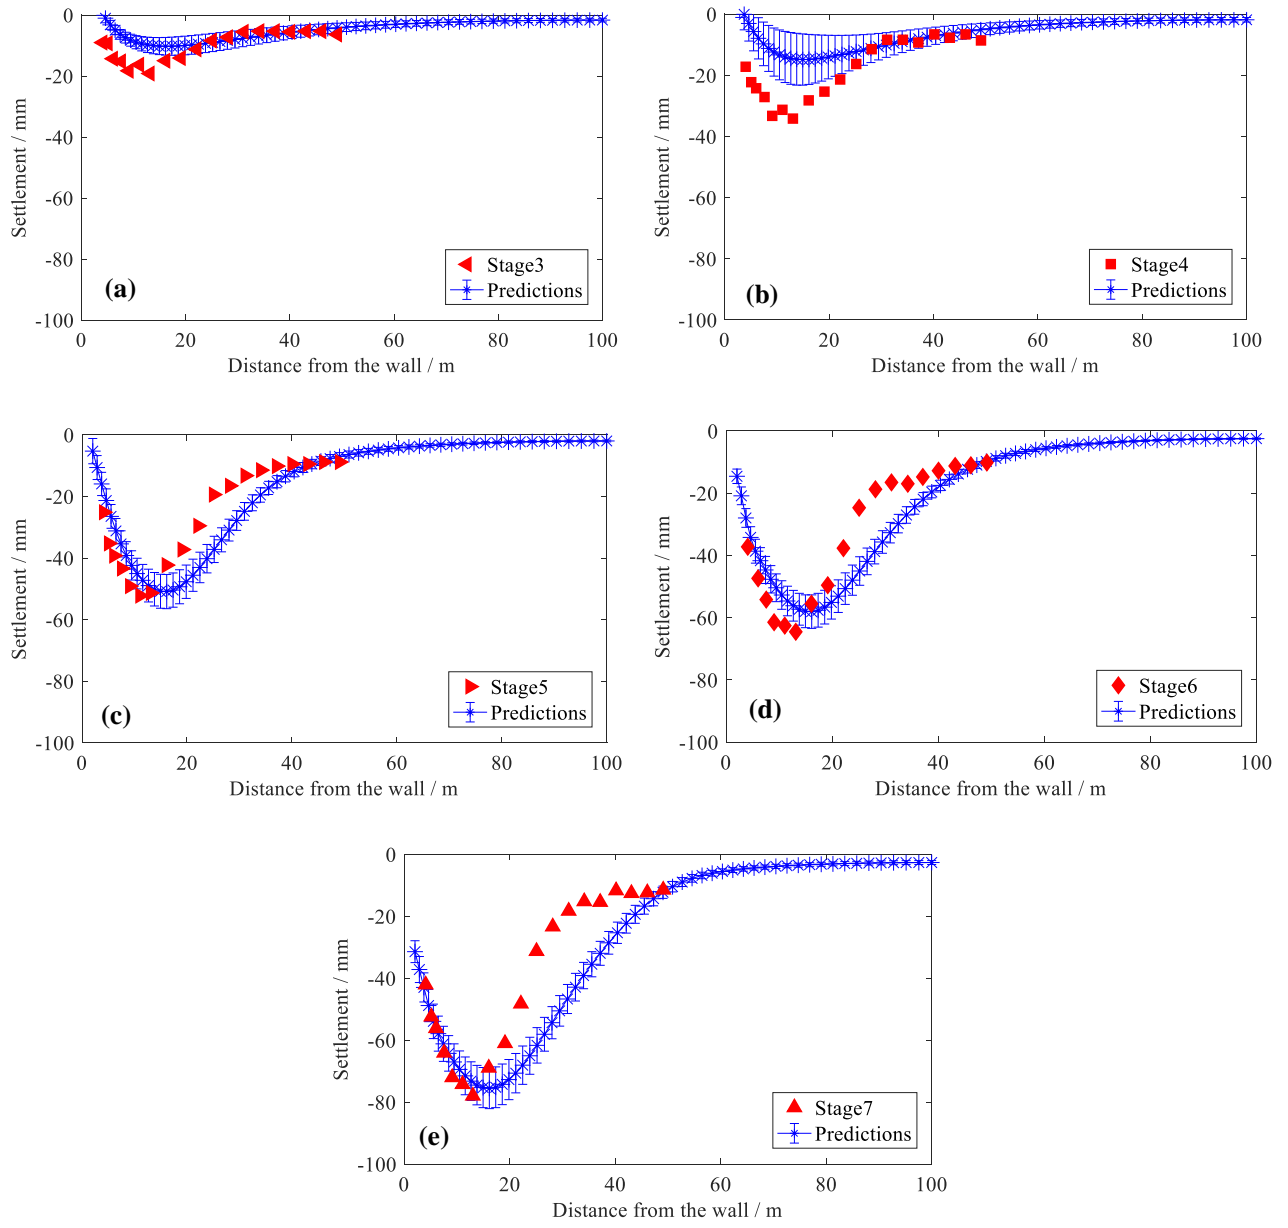 0
-20
-40
-60
-80
-100
Settlement / mm
0 20 40 60 80 100
Distance from the wall / m
Stage3
Predictions
(a)
0
-20
-40
-60
-80
-100
Settlement / mm
0 20 40 60 80 100
Distance from the wall / m
Stage4
Predictions
(b)
0
-20
-40
-60
-80
-100
Settlement / mm
0 20 40 60 80 100
Distance from the wall / m
Stage5
Predictions
(c)
0
-20
-40
-60
-80
-100
Settlement / mm
0 20 40 60 80 100
Distance from the wall / m
Stage6
Predictions
(d)
0
-20
-40
-60
-80
-100
Settlement / mm
0 20 40 60 80 100
Distance from the wall / m
Stage7
Predictions
(e)